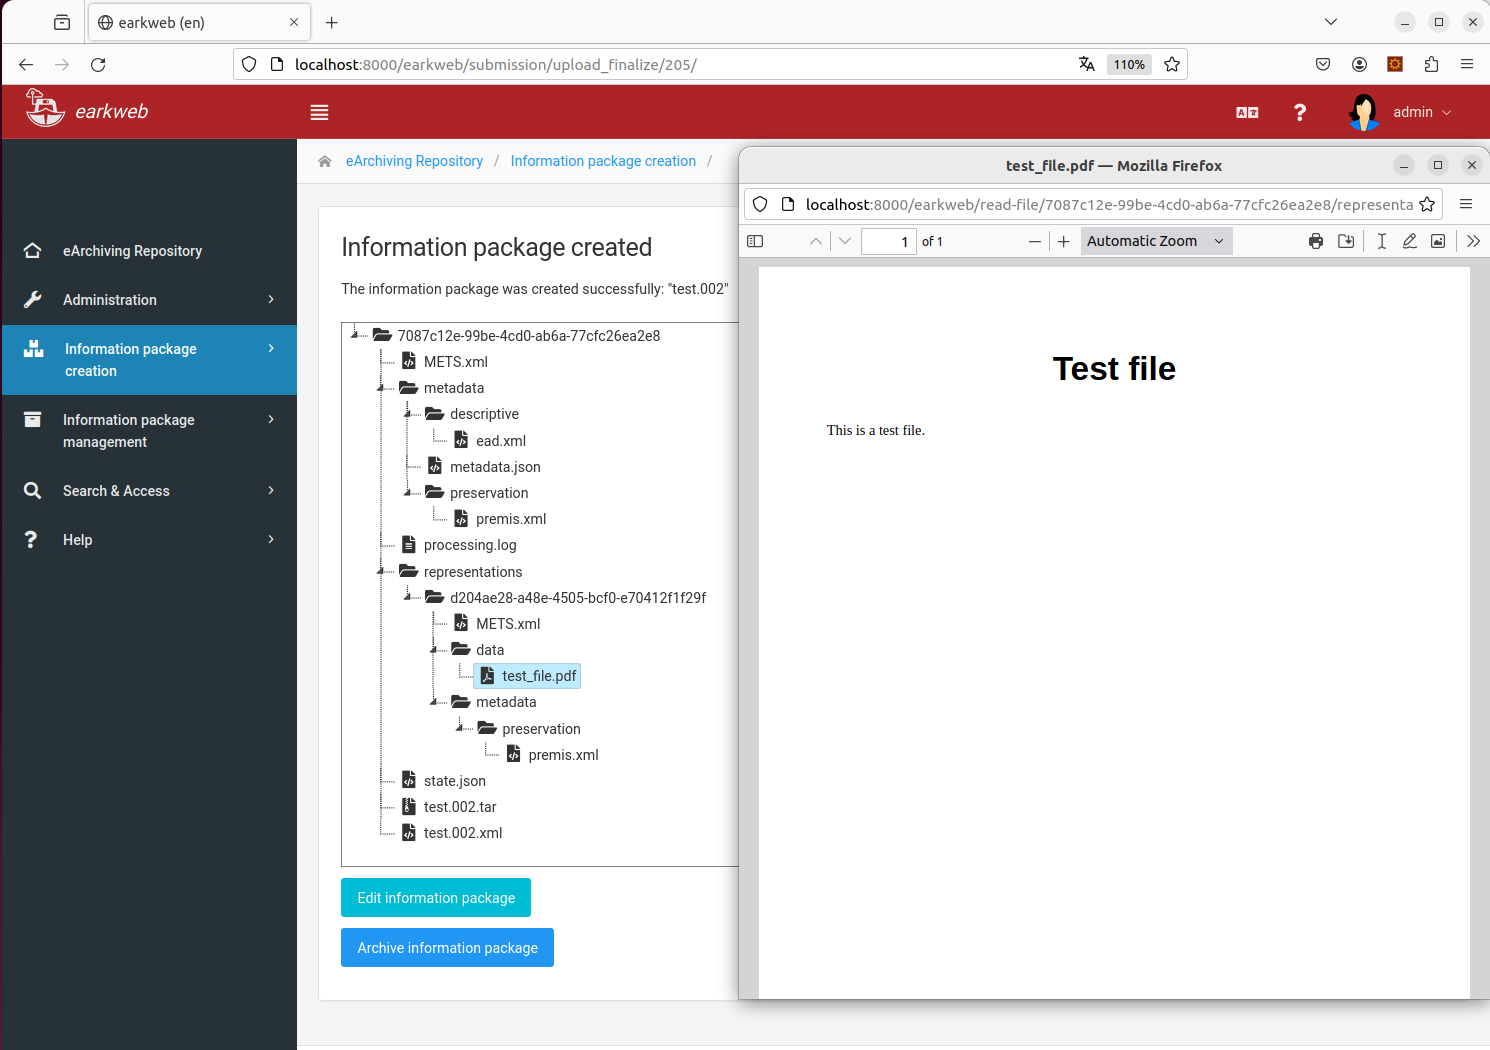 earkweb (en)
localhost:8000/earkweb/submission/upload_finalize/205/
110%
earkweb
admin
eArchiving Repository / Information package creation /
eArchiving Repository
Administration
Information package
creation
Information package
management
Search & Access
Help
Information package created
The information package was created successfully: "test.002"
7087c12e-99be-4cd0-ab6a-77cfc26ea2e8
METS.xml
metadata
descriptive
ead.xml
metadata.json
preservation
premis.xml
processing.log
representations
d204ae28-a48e-4505-bcf0-e70412f1f29f
METS.xml
data
test_file.pdf
metadata
preservation
premis.xml
state.json
test.002.tar
test.002.xml
Edit information package
Archive information package
test_file.pdf — Mozilla Firefox
localhost:8000/earkweb/read-file/7087c12e-99be-4cd0-ab6a-77cfc26ea2e8/representa
1 of 1
Automatic Zoom
Test file
This is a test file.